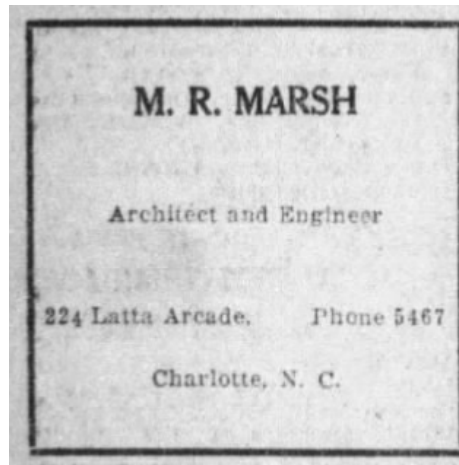 M. R. MARSH
Architect and Engineer
224 Latta Arcade, Phone 5467
Charlotte, N. C.